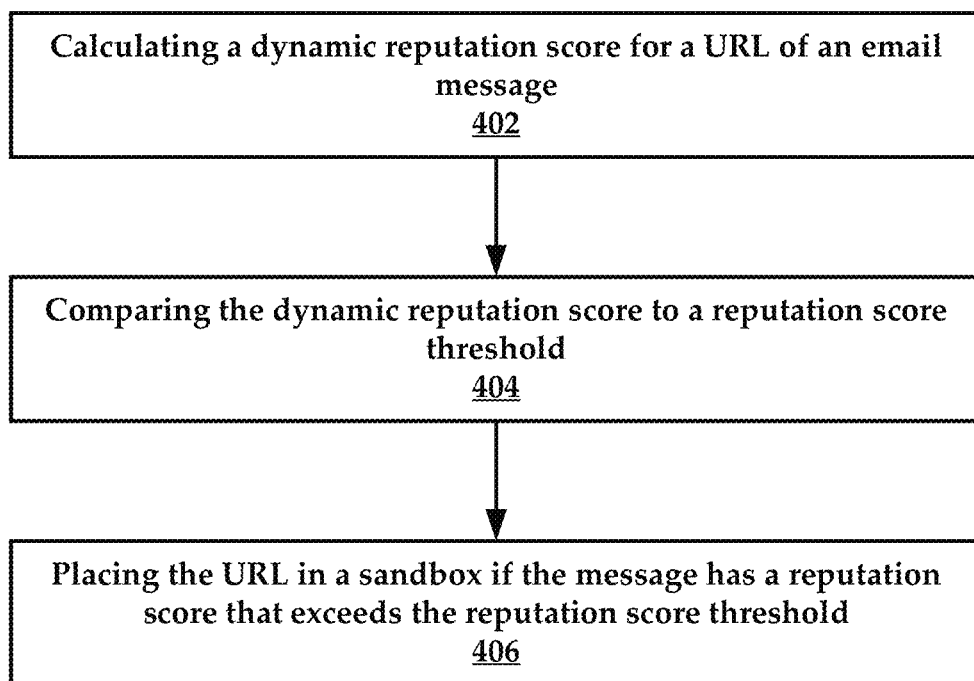 Calculating a dynamic reputation score for a URL of an email
message
402
Comparing the dynamic reputation score to a reputation score
threshold
404
Placing the URL in a sandbox if the message has a reputation
score that exceeds the reputation score threshold
406